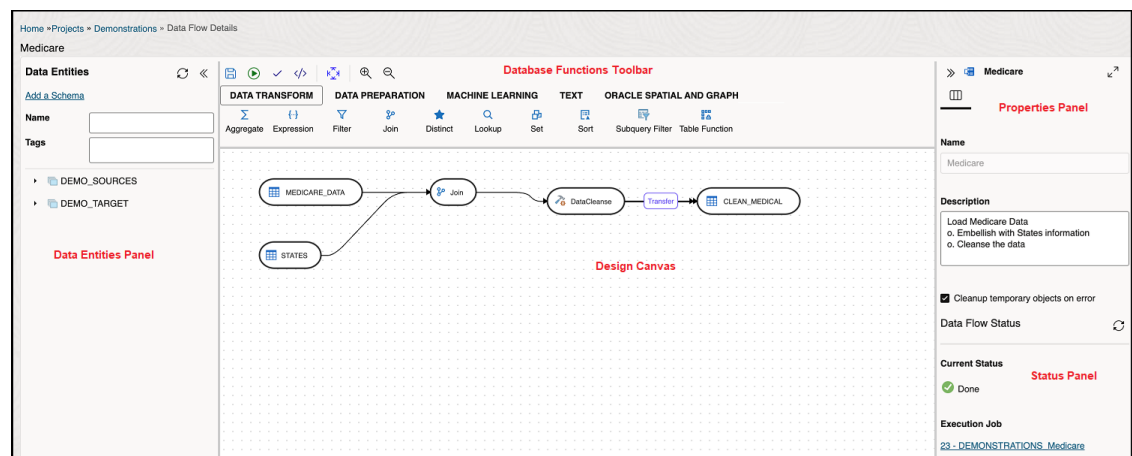 Home »Projects » Demonstrations » Data Flow Details
Medicare
Data Entities
Add a Schema
Name
Tags
DEMO_SOURCES
DEMO_TARGET
Data Entities Panel
Database Functions Toolbar
DATA TRANSFORM DATA PREPARATION MACHINE LEARNING TEXT ORACLE SPATIAL AND GRAPH
Aggregate Expression Filter Join Distinct Lookup Set Sort Subquery Filter Table Function
MEDICARE_DATA
Join
DataCleanse
Transfer
CLEAN_MEDICAL
STATES
Design Canvas
Medicare
Properties Panel
Name
Medicare
Description
Load Medicare Data
o. Embellish with States information
o. Cleanse the data
Cleanup temporary objects on error
Data Flow Status
Current Status
Status Panel
Done
Execution Job
23 - DEMONSTRATIONS_Medicare